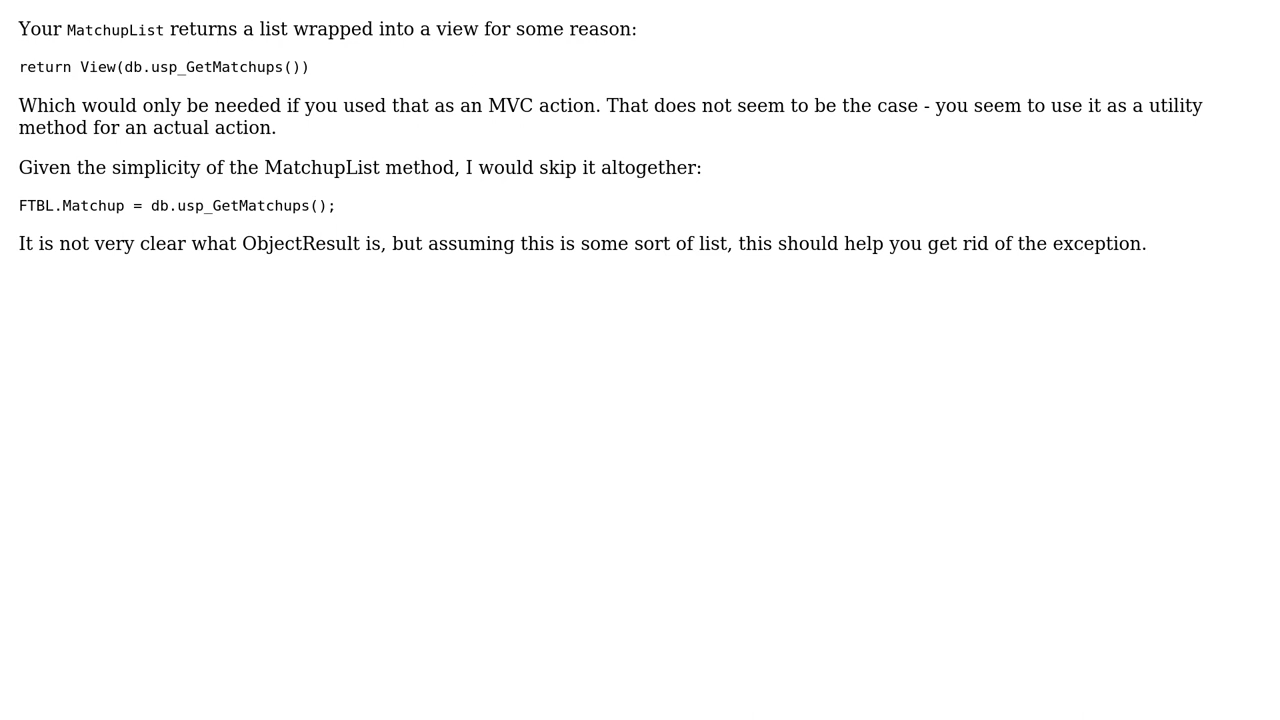 Your MatchupList returns a list wrapped into a view for some reason:
return View(db.usp_GetMatchups())
Which would only be needed if you used that as an MVC action. That does not seem to be the case - you seem to use it as a utility
method for an actual action.
Given the simplicity of the MatchupList method, I would skip it altogether:
FTBL.Matchup = db.usp_GetMatchups();
It is not very clear what ObjectResult is, but assuming this is some sort of list, this should help you get rid of the exception.